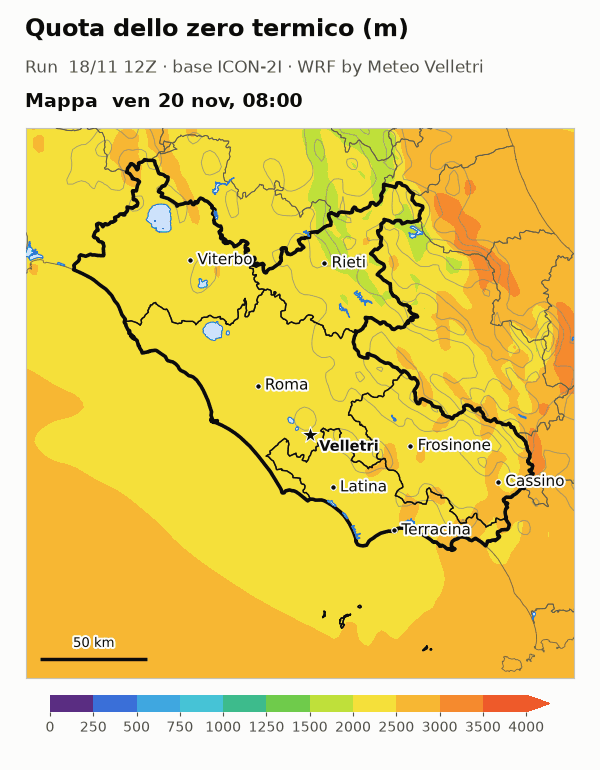 Quota dello zero termico (m)
Run  18/11 12Z · base ICON-2I · WRF by Meteo Velletri
Mappa  ven 20 nov, 08:00
Viterbo
Rieti
Roma
Velletri
Frosinone
Latina
Cassino
Terracina
50 km
0 250 500 750 1000 1250 1500 2000 2500 3000 3500 4000